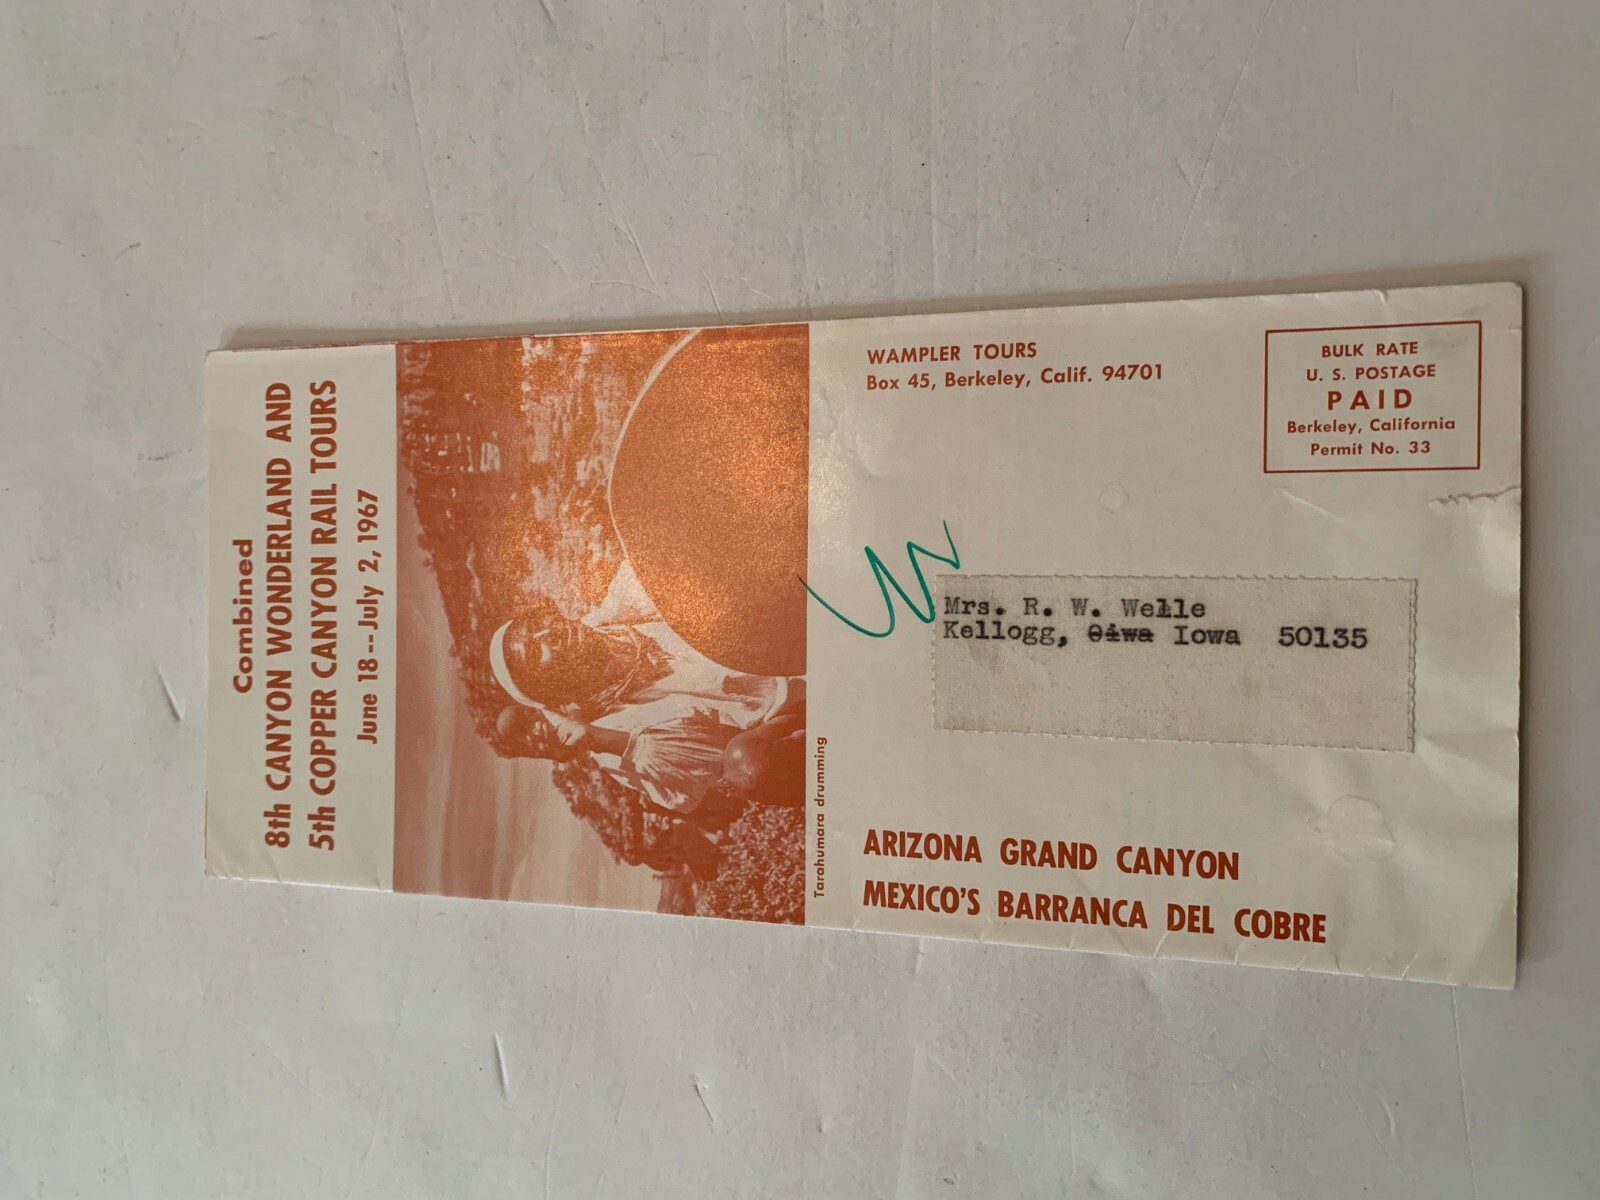 Combined
8th CANYON WONDERLAND AND
5th COPPER CANYON RAIL TOURS
June 18--July 2, 1967
Tarahumara drumming
WAMPLER TOURS
Box 45, Berkeley, Calif. 94701
BULK RATE
U. S. POSTAGE
PAID
Berkeley, California
Permit No. 33
Mrs. R. W. Welle
Kellogg, Oiwa Iowa 50135
ARIZONA GRAND CANYON
MEXICO'S BARRANCA DEL COBRE